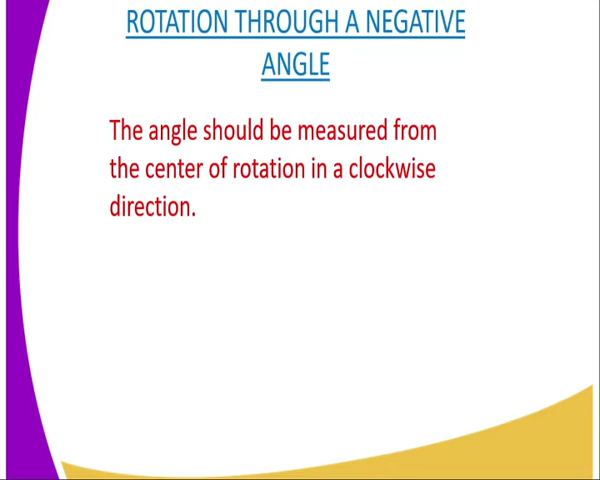 ROTATION THROUGH A NEGATIVE
ANGLE
The angle should be measured from
the center of rotation in a clockwise
direction.